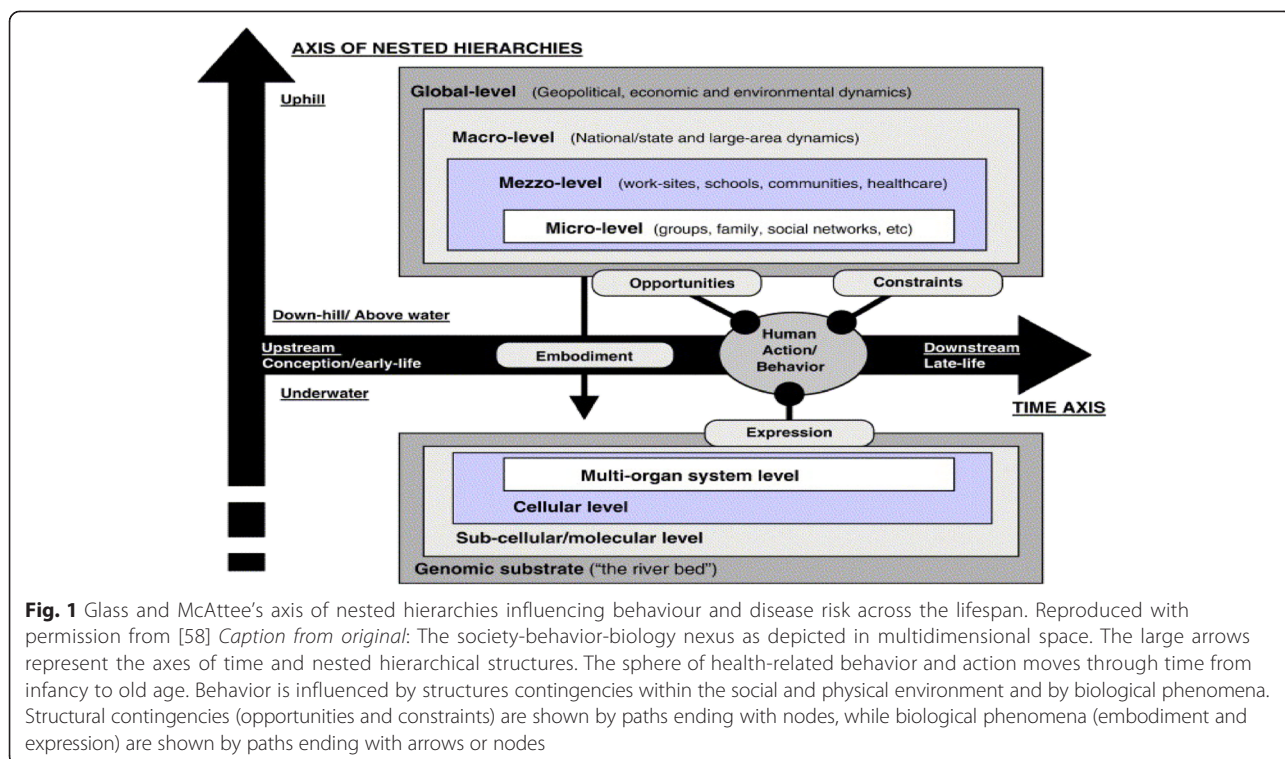 AXIS OF NESTED HIERARCHIES
Uphill
Global-level (Geopolitical, economic and environmental dynamics)
Macro-level (National/state and large-area dynamics)
Mezzo-level (work-sites, schools, communities, healthcare)
Micro-level (groups, family, social networks, etc)
Opportunities
Constraints
Down-hill/ Above water
Human
Action/
Behavior
Upstream
Conception/early-life
Embodiment
Downstream
Late-life
Underwater
TIME AXIS
Expression
Multi-organ system level
Cellular level
Sub-cellular/molecular level
Genomic substrate ("the river bed")
Fig. 1 Glass and McAttee's axis of nested hierarchies influencing behaviour and disease risk across the lifespan. Reproduced with
permission from [58] Caption from original: The society-behavior-biology nexus as depicted in multidimensional space. The large arrows
represent the axes of time and nested hierarchical structures. The sphere of health-related behavior and action moves through time from
infancy to old age. Behavior is influenced by structures contingencies within the social and physical environment and by biological phenomena.
Structural contingencies (opportunities and constraints) are shown by paths ending with nodes, while biological phenomena (embodiment and
expression) are shown by paths ending with arrows or nodes